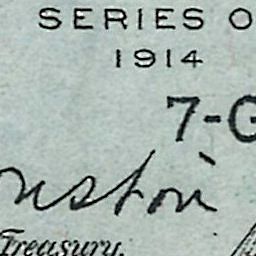 SERIES O
1914
7-G
uston
Treasury.